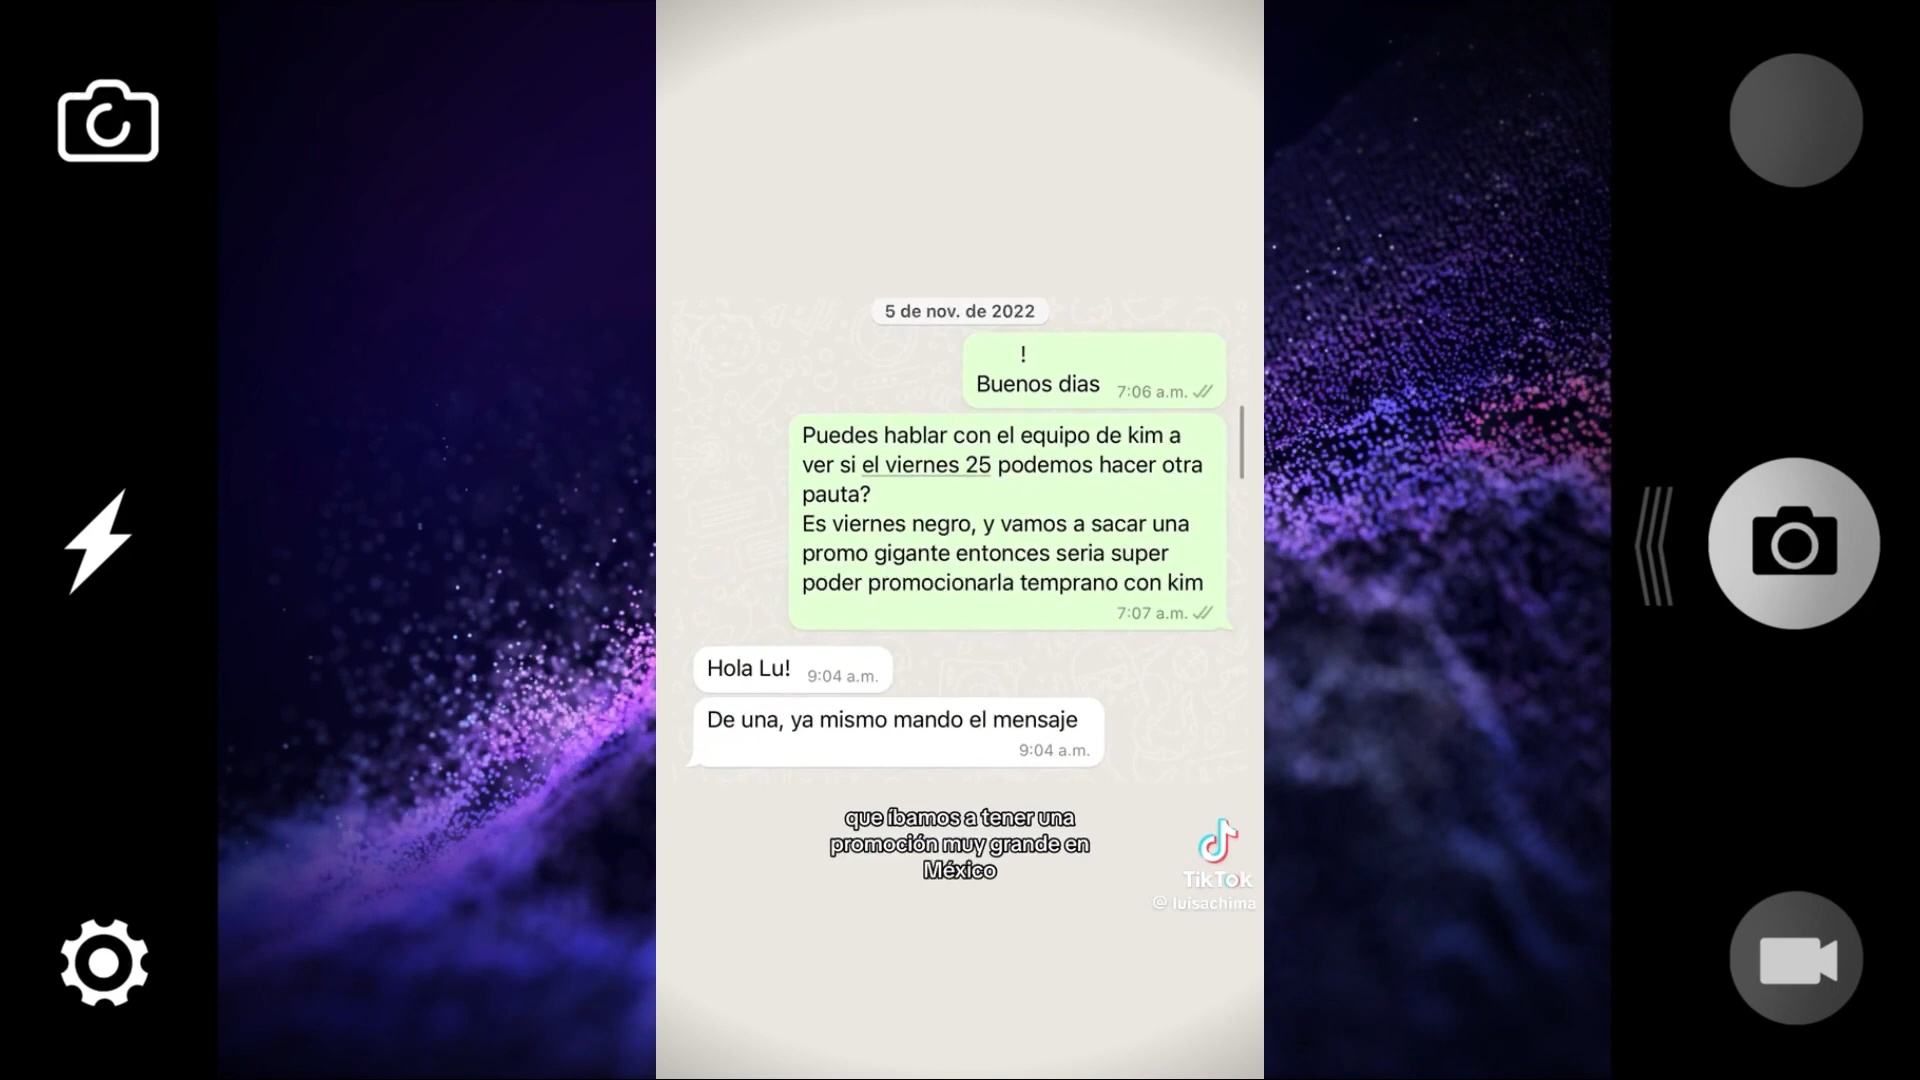 5 de nov. de 2022
!
Buenos dias 7:06 a.m.
Puedes hablar con el equipo de kim a
ver si el viernes 25 podemos hacer otra
pauta?
Es viernes negro, y vamos a sacar una
promo gigante entonces seria super
poder promocionarla temprano con kim
7:07 a.m.
Hola Lu! 9:04 a.m.
De una, ya mismo mando el mensaje
9:04 a.m.
que íbamos a tener una
promoción muy grande en
México
TikTok
@ luisachima